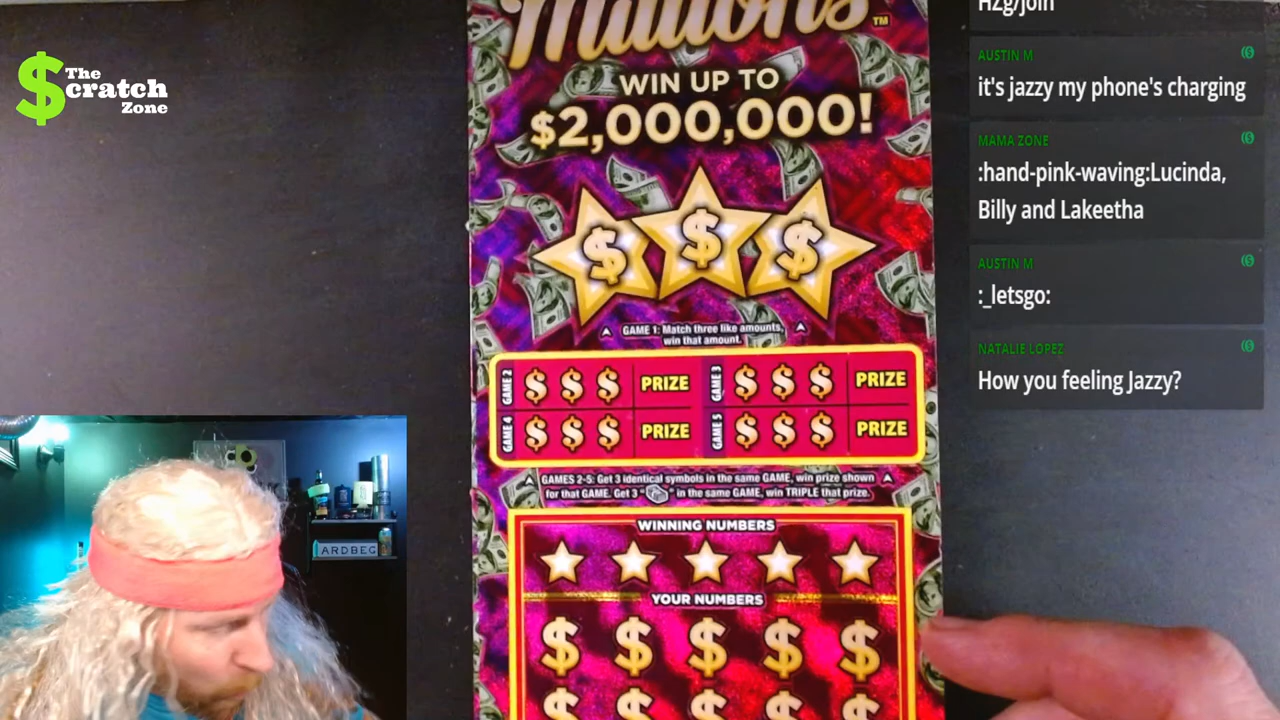 The
$cratch
Zone
Millions
TM
WIN UP TO
$2,000,000!
$ $ $
GAME 1: Match three like amounts,
win that amount.
GAME 2
$ $ $
PRIZE
GAME 3
$ $ $
PRIZE
GAME 4
$ $ $
PRIZE
GAME 5
$ $ $
PRIZE
GAMES 2-5: Get 3 identical symbols in the same GAME, win prize shown
for that GAME. Get 3 " " in the same GAME, win TRIPLE that prize.
WINNING NUMBERS
YOUR NUMBERS
$ $ $ $ $
$ $ $ $ $
ARDBEG
HZg/join
AUSTIN M
it's jazzy my phone's charging
MAMA ZONE
:hand-pink-waving:Lucinda,
Billy and Lakeetha
AUSTIN M
:_letsgo:
NATALIE LOPEZ
How you feeling Jazzy?